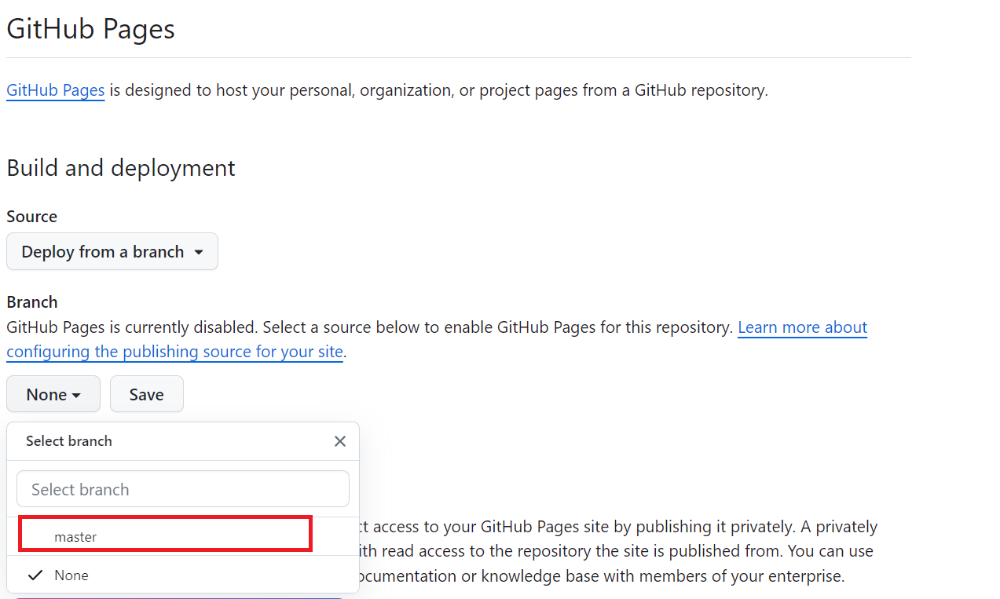 GitHub Pages
GitHub Pages is designed to host your personal, organization, or project pages from a GitHub repository.
Build and deployment
Source
Deploy from a branch
Branch
GitHub Pages is currently disabled. Select a source below to enable GitHub Pages for this repository. Learn more about
configuring the publishing source for your site.
None
Save
Select branch
Select branch
master
access to your GitHub Pages site by publishing it privately. A privately
None
read access to the repository the site is published from. You can use
or knowledge base with members of your enterprise.